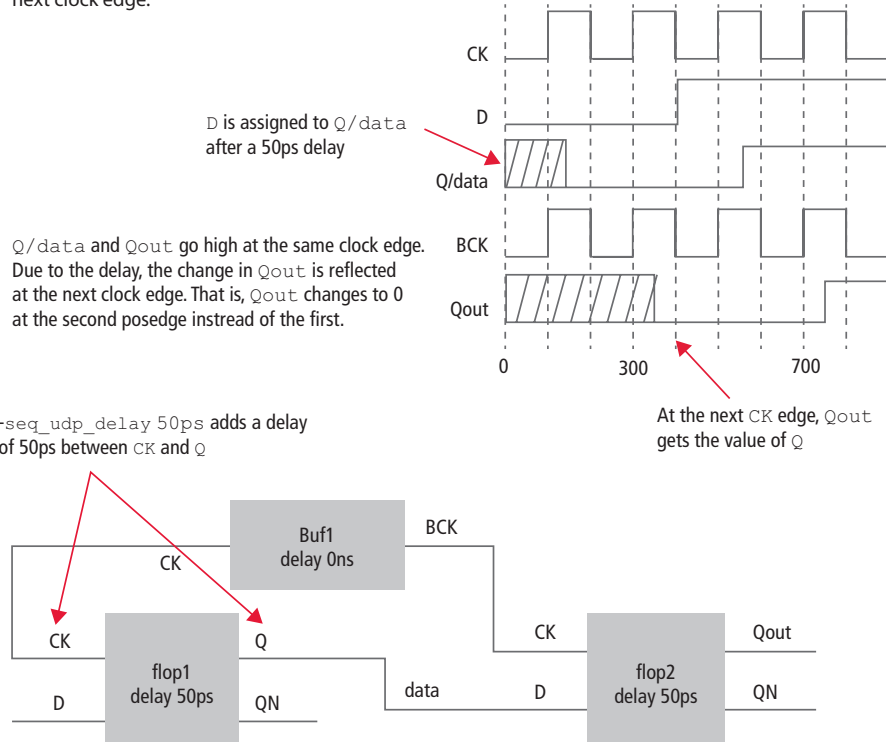 next clock edge.
CK
D
D is assigned to Q/data
after a 50ps delay
Q/data
Q/data and Qout go high at the same clock edge.
Due to the delay, the change in Qout is reflected
at the next clock edge. That is, Qout changes to 0
at the second posedge instread of the first.
BCK
Qout
0 300 700
At the next CK edge, Qout
gets the value of Q
-seq_udp_delay 50ps adds a delay
of 50ps between CK and Q
Buf1
delay 0ns
BCK
CK
CK
flop1
delay 50ps
Q
D
QN
data
CK
D
flop2
delay 50ps
Qout
QN